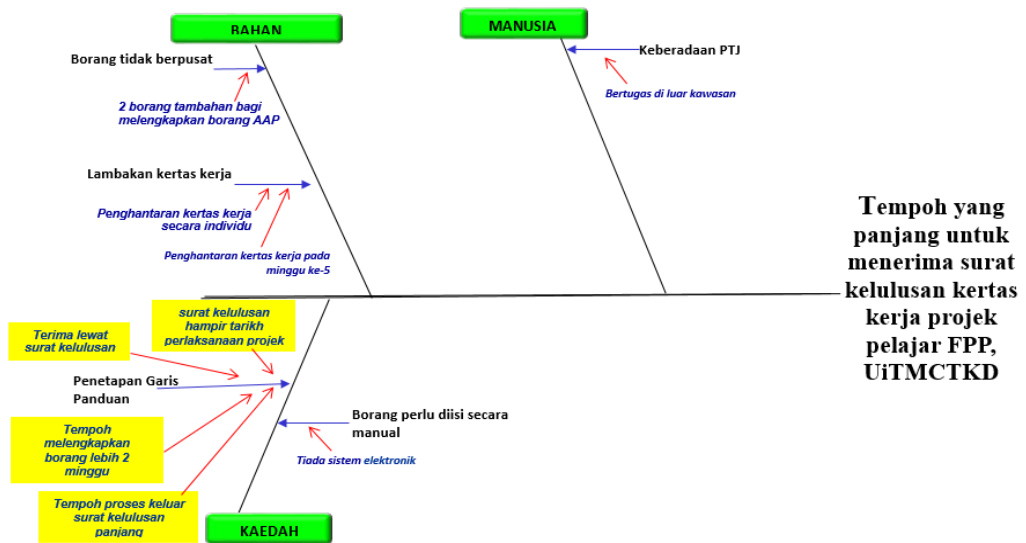 BAHAN
MANUSIA
Borang tidak berpusat
Keberadaan PTJ
2 borang tambahan bagi
melengkapkan borang AAP
Bertugas di luar kawasan
Lambakan kertas kerja
Penghantaran kertas kerja
secara individu
Penghantaran kertas kerja pada
minggu ke-5
Tempoh yang
panjang untuk
menerima surat
kelulusan kertas
kerja projek
pelajar FPP,
UiTMCTKD
surat kelulusan
hampir tarikh
perlaksanaan projek
Terima lewat
surat kelulusan
Penetapan Garis
Panduan
Borang perlu diisi secara
manual
Tempoh
melengkapkan
borang lebih 2
minggu
Tiada sistem elektronik
Tempoh proses keluar
surat kelulusan
panjang
KAEDAH